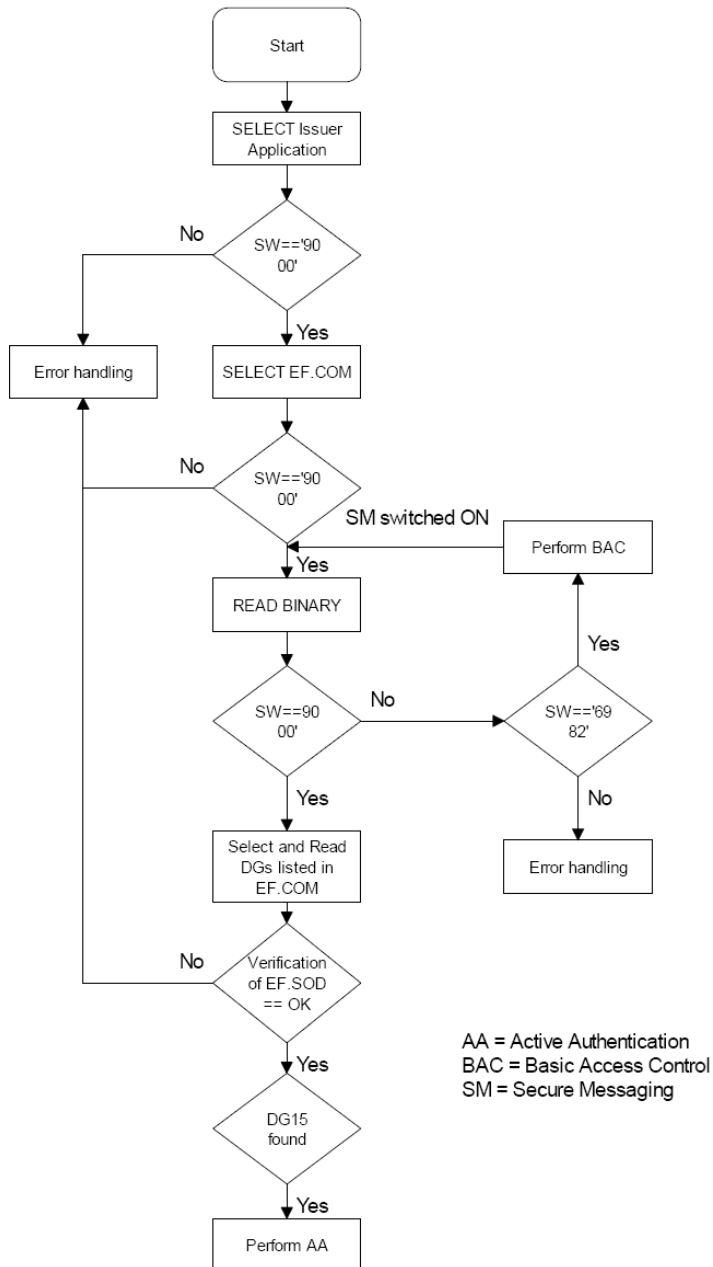 Start
SELECT Issuer
Application
No
SW=='90
00'
Yes
Error handling
SELECT EF.COM
No
SW=='90
00'
SM switched ON
Perform BAC
Yes
READ BINARY
Yes
SW==90
00'
No
SW=='69
82'
Yes
No
Select and Read
DGs listed in
EF.COM
Error handling
No
Verification
of EF.SOD
== OK
AA = Active Authentication
BAC = Basic Access Control
SM = Secure Messaging
Yes
DG15
found
Yes
Perform AA